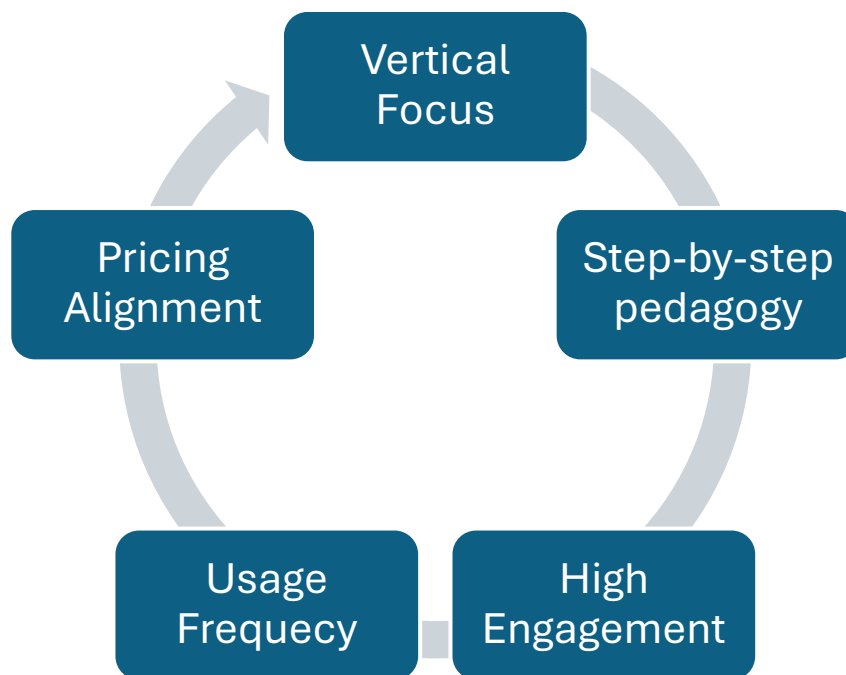 Vertical
Focus
Step-by-step
pedagogy
High
Engagement
Usage
Frequecy
Pricing
Alignment